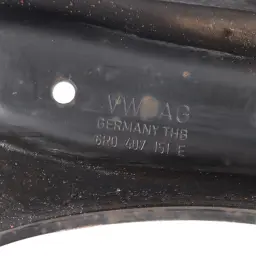 VW AG
GERMANY THB
6R0 407 151 E